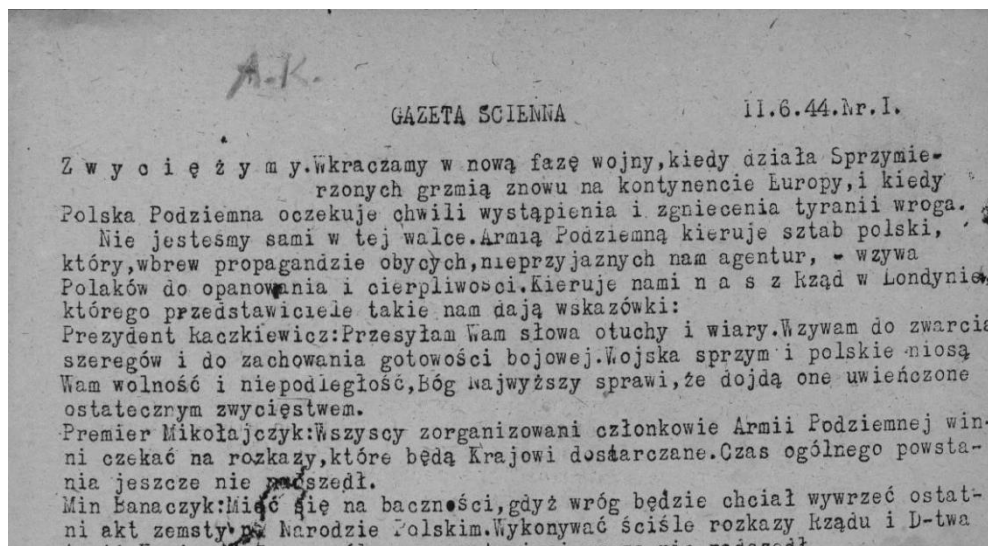 A.K.
GAZETA SCIENNA 11.6.44.Nr.I.
Z w y c i ę ż y m y.Wkraczamy w nową fazę wojny,kiedy działa Sprzymie-
rzonych grzmią znowu na kontynencie Europy,i kiedy
Polska Podziemna oczekuje chwili wystąpienia i zgniecenia tyranii wroga.
Nie jestesmy sami w tej walce.Armią Podziemną kieruje sztab polski,
który,wbrew propagandzie obcych,nieprzyjaznych nam agentur, - wzywa
Polaków do opanowania i cierpliwosci.Kieruje nami n a s z Rząd w Londynie,
którego przedstawiciele takie nam dają wskazówki:
Prezydent Raczkiewicz:Przesyłam Wam słowa otuchy i wiary.Wzywam do zwarcia
szeregów i do zachowania gotowości bojowej.Wojska sprzym i polskie niosą
Wam wolność i niepodległość,Bóg Najwyższy sprawi,że dojdą one uwieńczone
ostatecznym zwycięstwem.
Premier Mikołajczyk:Wszyscy zorganizowani członkowie Armii Podziemnej win-
ni czekać na rozkazy,które będą Krajowi dostarczane.Czas ogólnego powsta-
nia jeszcze nie nadszedł.
Min Banaczyk:Mieć się na baczności,gdyż wróg będzie chciał wywrzeć ostat-
ni akt zemsty na Narodzie Polskim.Wykonywać ściśle rozkazy Rządu i D-twa